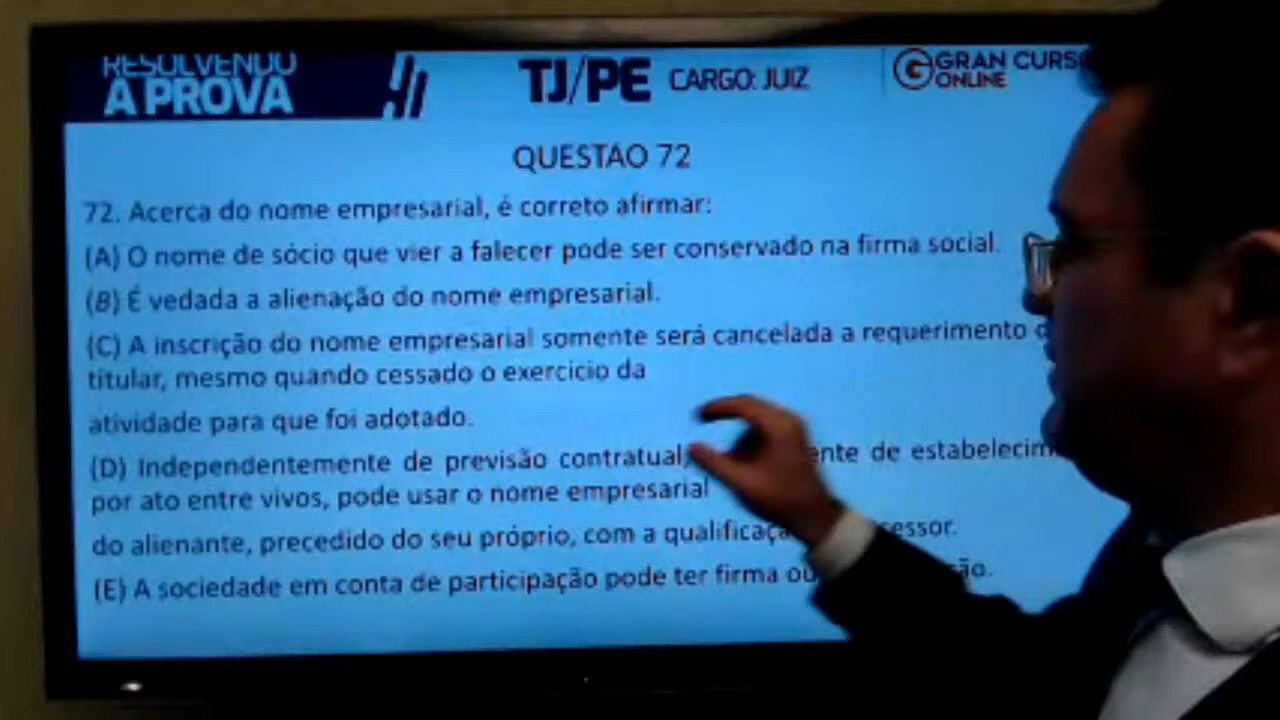 RESOLVENDO
A PROVA
TJ/PE CARGO: JUIZ
GRAN CURS
ONLINE
QUESTÃO 72
72. Acerca do nome empresarial, é correto afirmar:
(A) O nome de sócio que vier a falecer pode ser conservado na firma social.
(B) É vedada a alienação do nome empresarial.
(C) A inscrição do nome empresarial somente será cancelada a requerimento d
titular, mesmo quando cessado o exercício da
atividade para que foi adotado.
(D) Independentemente de previsão contratual, ente de estabelecim
por ato entre vivos, pode usar o nome empresarial
do alienante, precedido do seu próprio, com a qualificaçã essor.
(E) A sociedade em conta de participação pode ter firma ou ão.